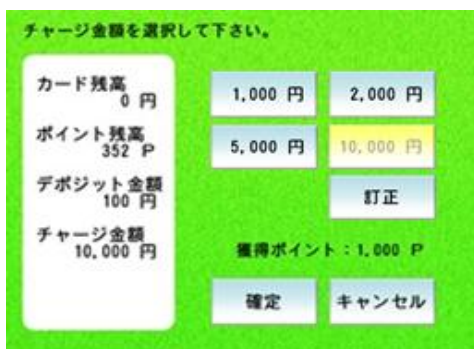 チャージ金額を選択して下さい。
カード残高
0 円
ポイント残高
352 P
デポジット金額
100 円
チャージ金額
10,000 円
1,000 円
2,000 円
5,000 円
10,000 円
訂正
獲得ポイント：1,000 P
確定
キャンセル